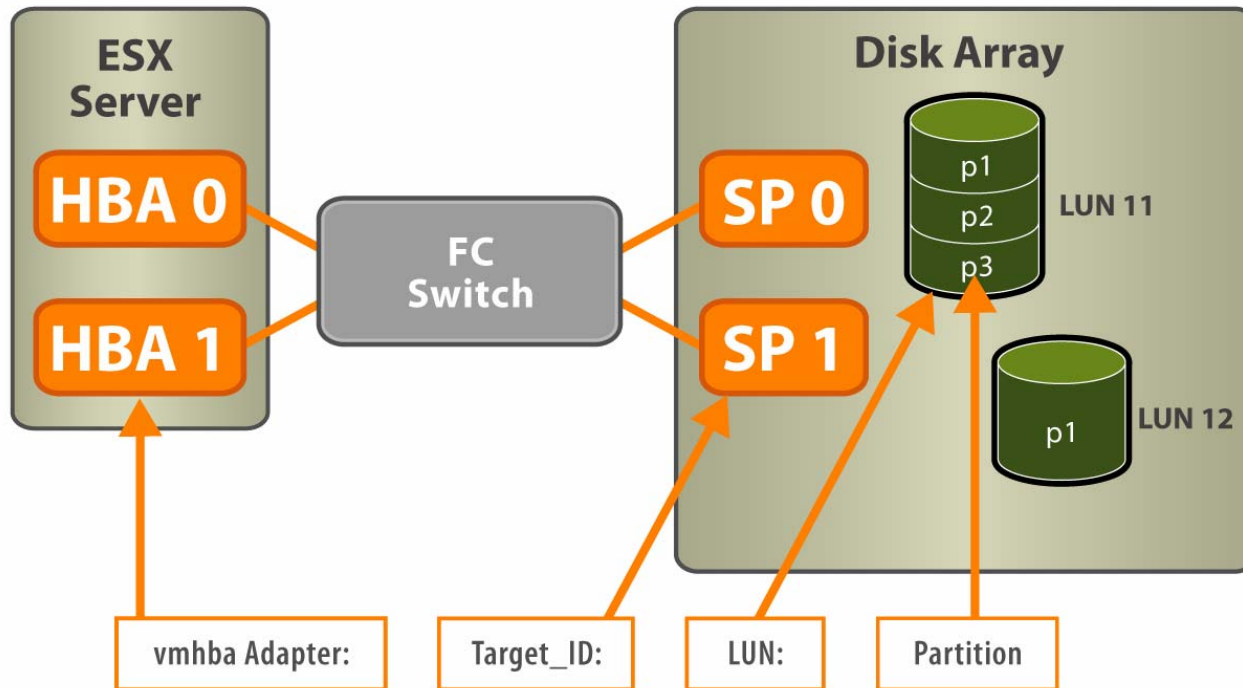 ESX
Server
HBA 0
HBA 1
FC
Switch
Disk Array
SP 0
SP 1
p1
p2
p3
LUN 11
p1
LUN 12
vmhba Adapter:
Target_ID:
LUN:
Partition